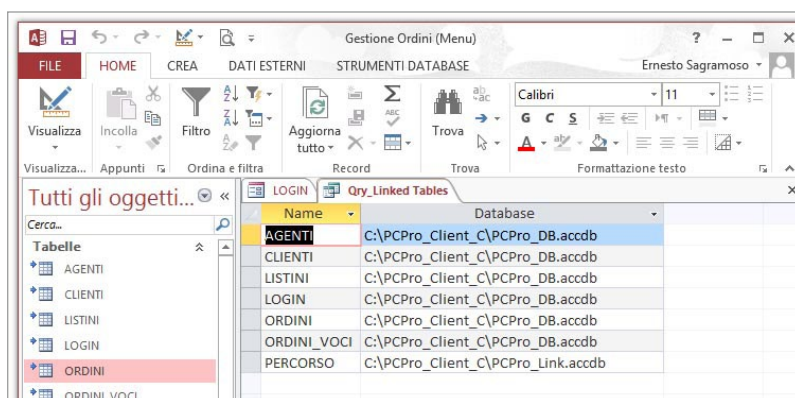 Gestione Ordini (Menu)
?
FILE HOME CREA DATI ESTERNI STRUMENTI DATABASE Ernesto Sagramoso
Visualizza Incolla Filtro Aggiorna tutto Trova Calibri 11
G C S
A
Visualizza... Appunti Ordina e filtra Record Trova Formattazione testo
Tutti gli oggetti... «
LOGIN Qry_Linked Tables
Cerca...
Name Database
Tabelle
AGENTI C:\PCPro_Client_C\PCPro_DB.accdb
CLIENTI C:\PCPro_Client_C\PCPro_DB.accdb
LISTINI C:\PCPro_Client_C\PCPro_DB.accdb
LOGIN C:\PCPro_Client_C\PCPro_DB.accdb
ORDINI C:\PCPro_Client_C\PCPro_DB.accdb
ORDINI_VOCI C:\PCPro_Client_C\PCPro_DB.accdb
PERCORSO C:\PCPro_Client_C\PCPro_Link.accdb
AGENTI
CLIENTI
LISTINI
LOGIN
ORDINI
ORDINI_VOCI